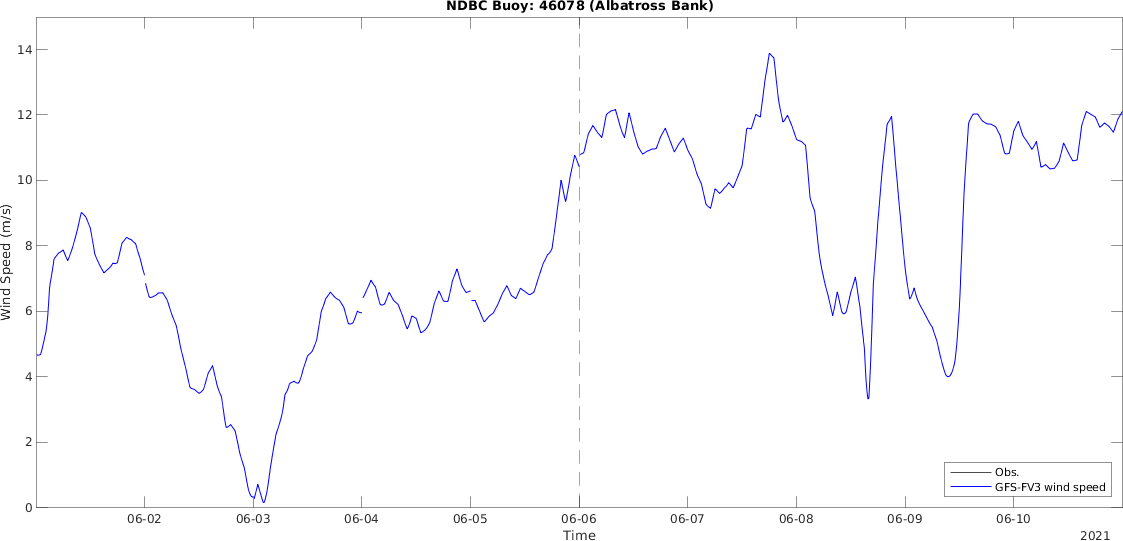 NDBC Buoy: 46078 (Albatross Bank)
Wind Speed (m/s)
14
12
10
8
6
4
2
0
Obs.
GFS-FV3 wind speed
06-02 06-03 06-04 06-05 06-06 06-07 06-08 06-09 06-10
Time
2021